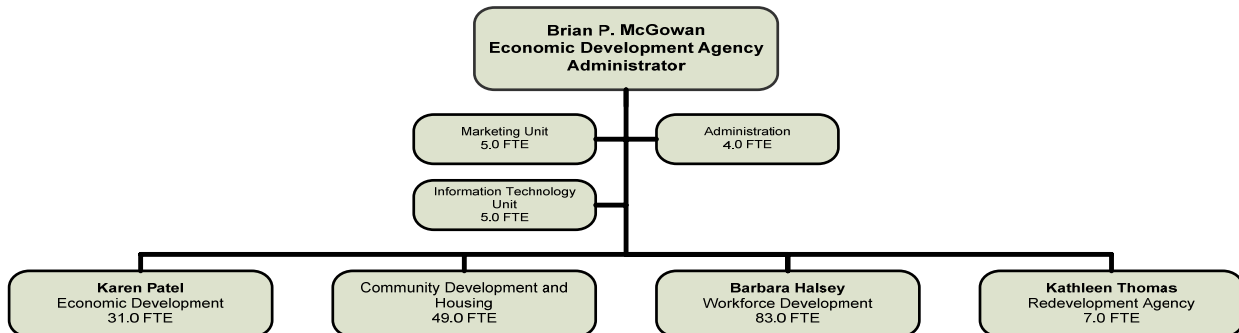 Brian P. McGowan
Economic Development Agency
Administrator
Marketing Unit
5.0 FTE
Administration
4.0 FTE
Information Technology
Unit
5.0 FTE
Karen Patel
Economic Development
31.0 FTE
Community Development and
Housing
49.0 FTE
Barbara Halsey
Workforce Development
83.0 FTE
Kathleen Thomas
Redevelopment Agency
7.0 FTE